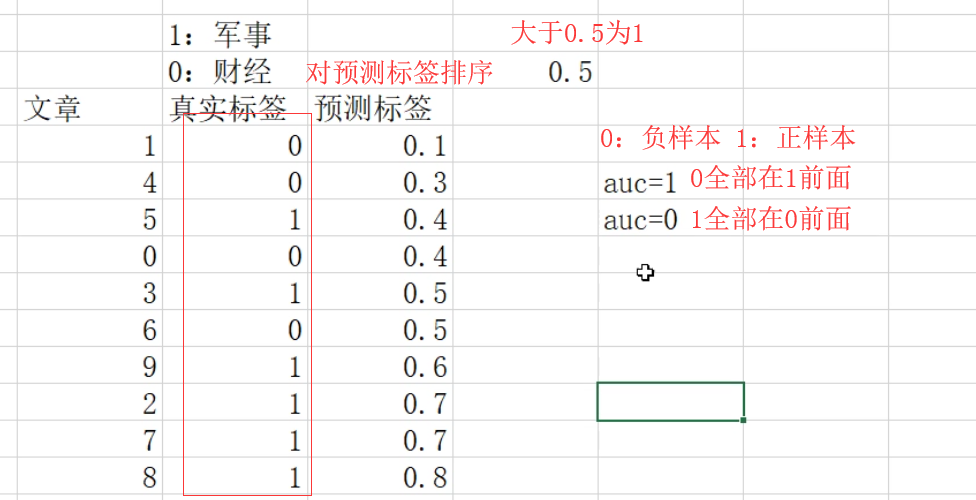 1：军事 大于0.5为1
0：财经 对预测标签排序 0.5
文章 真实标签 预测标签
1 0 0.1 0：负样本 1：正样本
4 0 0.3 auc=1 0全部在1前面
5 1 0.4 auc=0 1全部在0前面
0 0 0.4
3 1 0.5
6 0 0.5
9 1 0.6
2 1 0.7
7 1 0.7
8 1 0.8